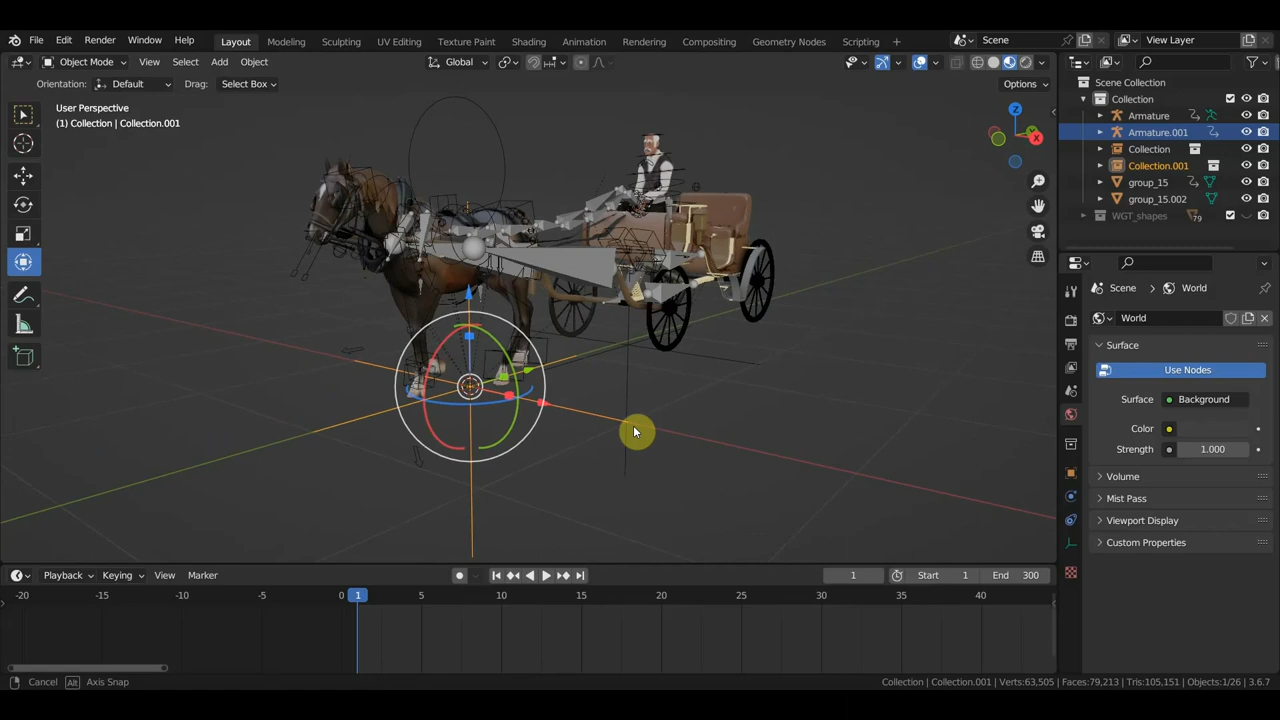 File Edit Render Window Help Layout Modeling Sculpting UV Editing Texture Paint Shading Animation Rendering Compositing Geometry Nodes Scripting + Scene View Layer
Object Mode View Select Add Object Global
Orientation: Default Drag: Select Box Options
User Perspective
(1) Collection | Collection.001
Z
X
Scene Collection
Collection
Armature
Armature.001
Collection
Collection.001
group_15
group_15.002
WGT_shapes 79
Scene > World
World
Surface
Use Nodes
Surface Background
Color
Strength 1.000
Volume
Mist Pass
Viewport Display
Custom Properties
Playback Keying View Marker 1 Start 1 End 300
-20 -15 -10 -5 0 1 5 10 15 20 25 30 35 40
Cancel Alt Axis Snap Collection | Collection.001 | Verts:63,505 | Faces:79,213 | Tris:105,151 | Objects:1/26 | 3.6.7